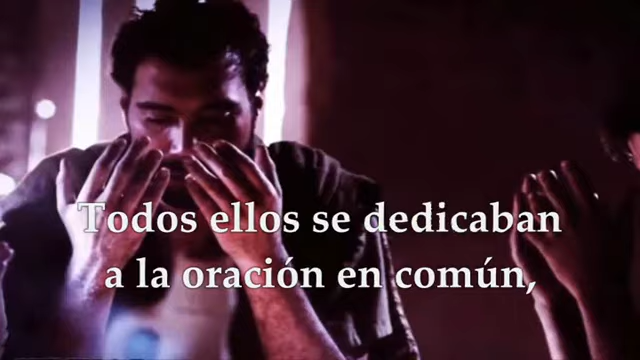 Todos ellos se dedicaban
a la oración en común,